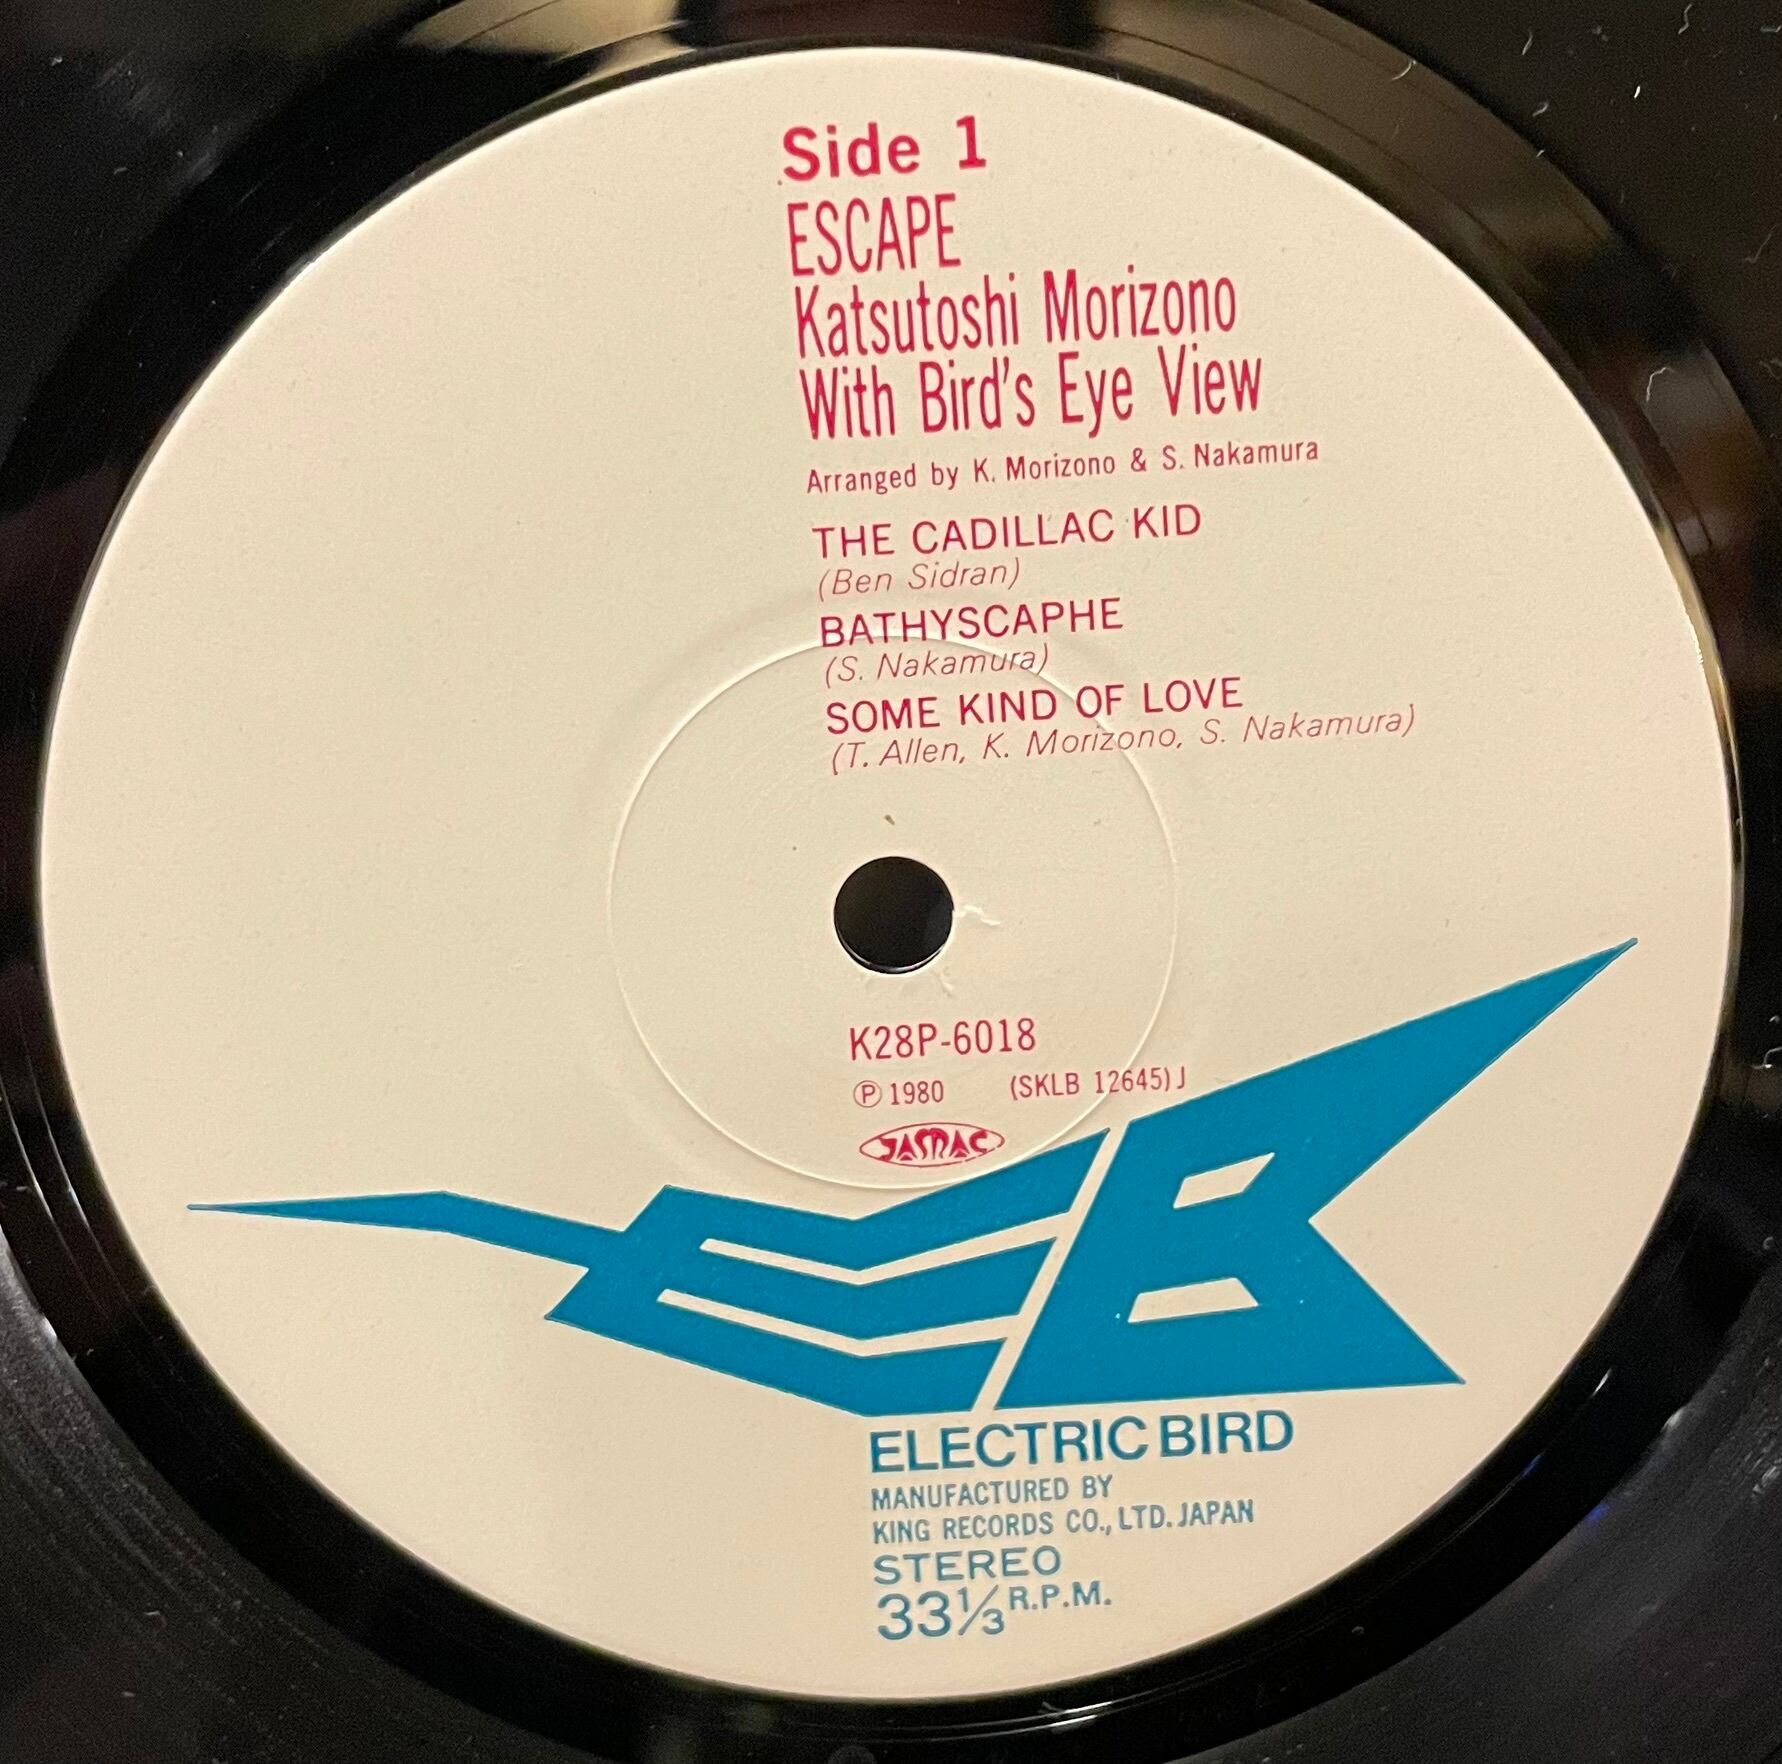 Side 1
ESCAPE
Katsutoshi Morizono
With Bird's Eye View
Arranged by K. Morizono & S. Nakamura
THE CADILLAC KID
(Ben Sidran)
BATHYSCAPHE
(S. Nakamura)
SOME KIND OF LOVE
(T. Allen, K. Morizono, S. Nakamura)
K28P-6018
Ⓟ 1980 (SKLB 12645) J
JASRAC
EB
ELECTRIC BIRD
MANUFACTURED BY
KING RECORDS CO., LTD. JAPAN
STEREO
33 1/3 R.P.M.